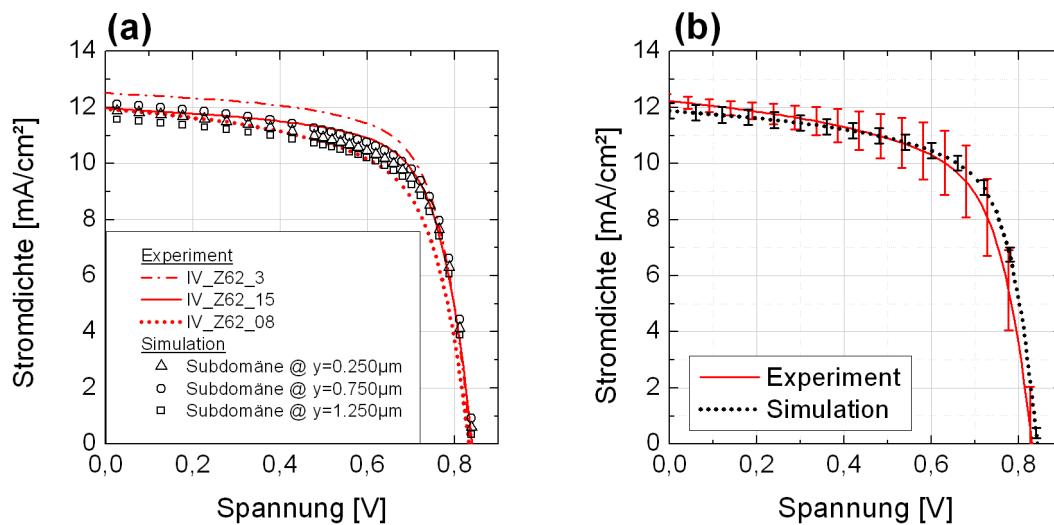 (a)
Stromdichte [mA/cm²]
14
12
10
8
6
4
2
0
0,0
0,2
0,4
0,6
0,8
Spannung [V]
Experiment
IV_Z62_3
IV_Z62_15
IV_Z62_08
Simulation
Subdomäne @ y=0.250µm
Subdomäne @ y=0.750µm
Subdomäne @ y=1.250µm
(b)
Stromdichte [mA/cm²]
14
12
10
8
6
4
2
0
0,0
0,2
0,4
0,6
0,8
Spannung [V]
Experiment
Simulation